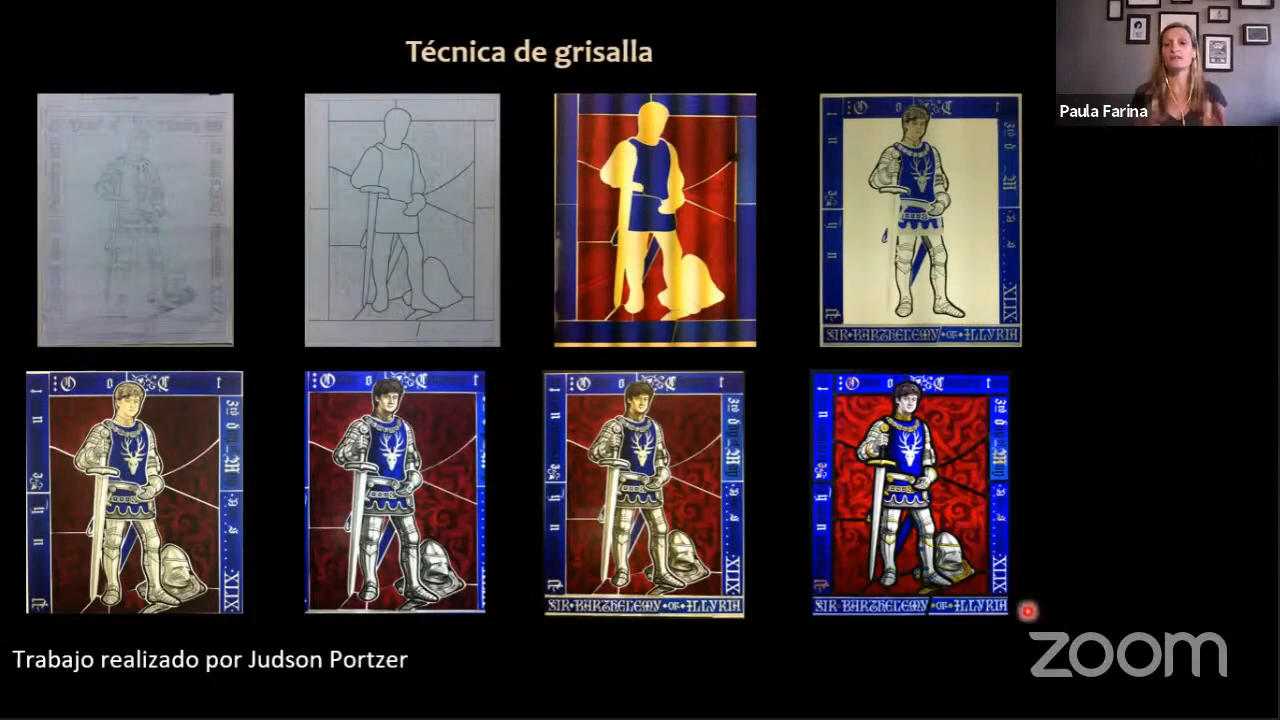 Técnica de grisalla
Paula Farina
SIR•BARTHELEMY•OF•ILLYRIA
SIR•BARTHELEMY•OF•ILLYRIA
SIR•BARTHELEMY•OF•ILLYRIA
Trabajo realizado por Judson Portzer
zoom